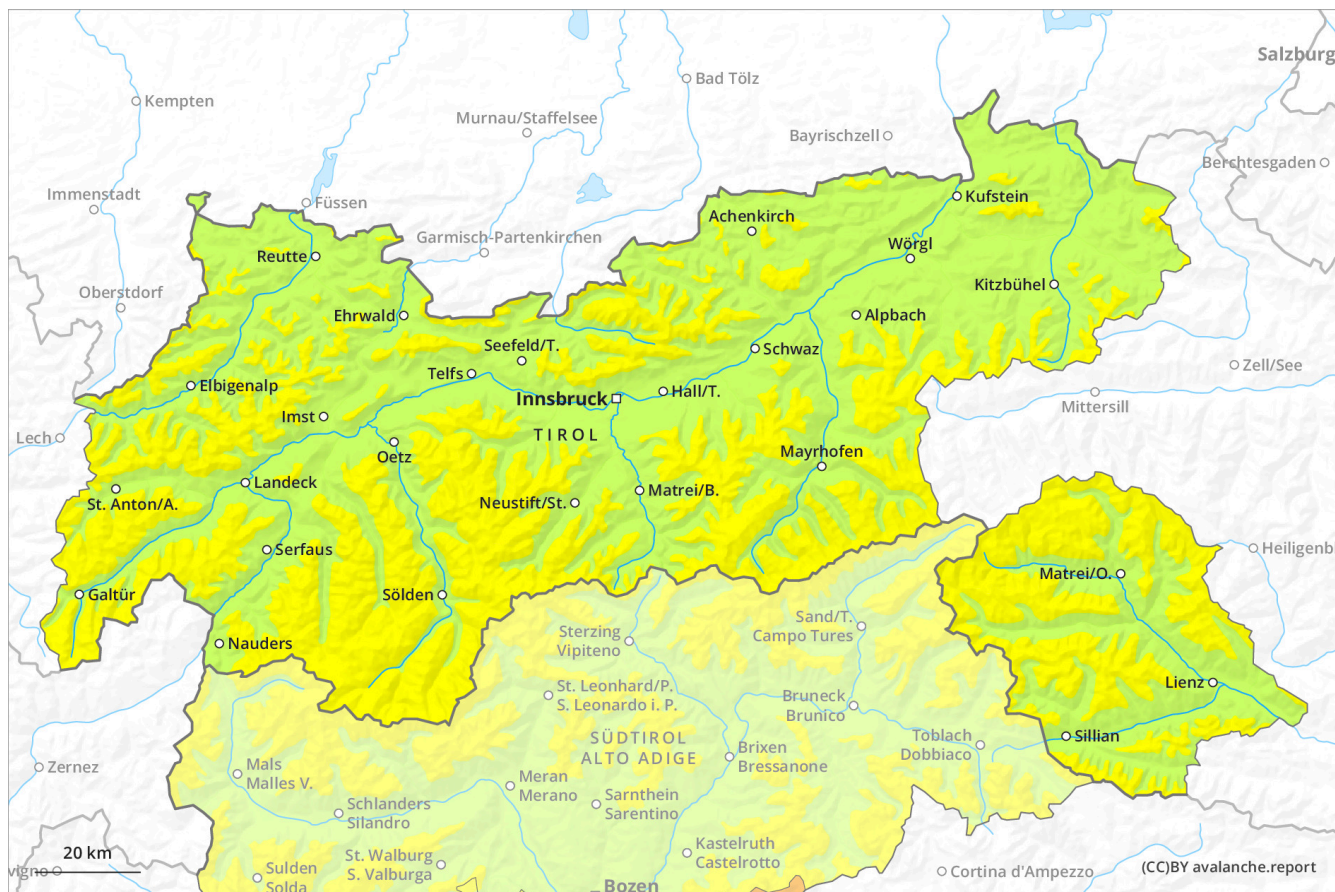 Salzburg
Bad Tölz
Kempten
Murnau/Staffelsee
Bayrischzell
Berchtesgaden
Immenstadt
Füssen
Kufstein
Achenkirch
Garmisch-Partenkirchen
Wörgl
Reutte
Kitzbühel
Oberstdorf
Ehrwald
Alpbach
Seefeld/T.
Schwaz
Zell/See
Telfs
Elbigenalp
Hall/T.
Innsbruck
Mittersill
Imst
Lech
TIROL
Oetz
Mayrhofen
Landeck
Matrei/B.
St. Anton/A.
Neustift/St.
Serfaus
Heiligenb
Matrei/O.
Galtür
Sölden
Sand/T.
Campo Tures
Sterzing
Vipiteno
Nauders
Lienz
St. Leonhard/P.
S. Leonardo i. P.
Bruneck
Brunico
Sillian
SÜDTIROL
ALTO ADIGE
Toblach
Dobbiaco
Brixen
Bressanone
Zernez
Mals
Malles V.
Meran
Merano
Sarnthein
Sarentino
Schlanders
Silandro
20 km
Kastelruth
Castelrotto
St. Walburg
S. Valburga
vigno
Sulden
Solda
Cortina d'Ampezzo
(CC)BY avalanche.report
Bozen